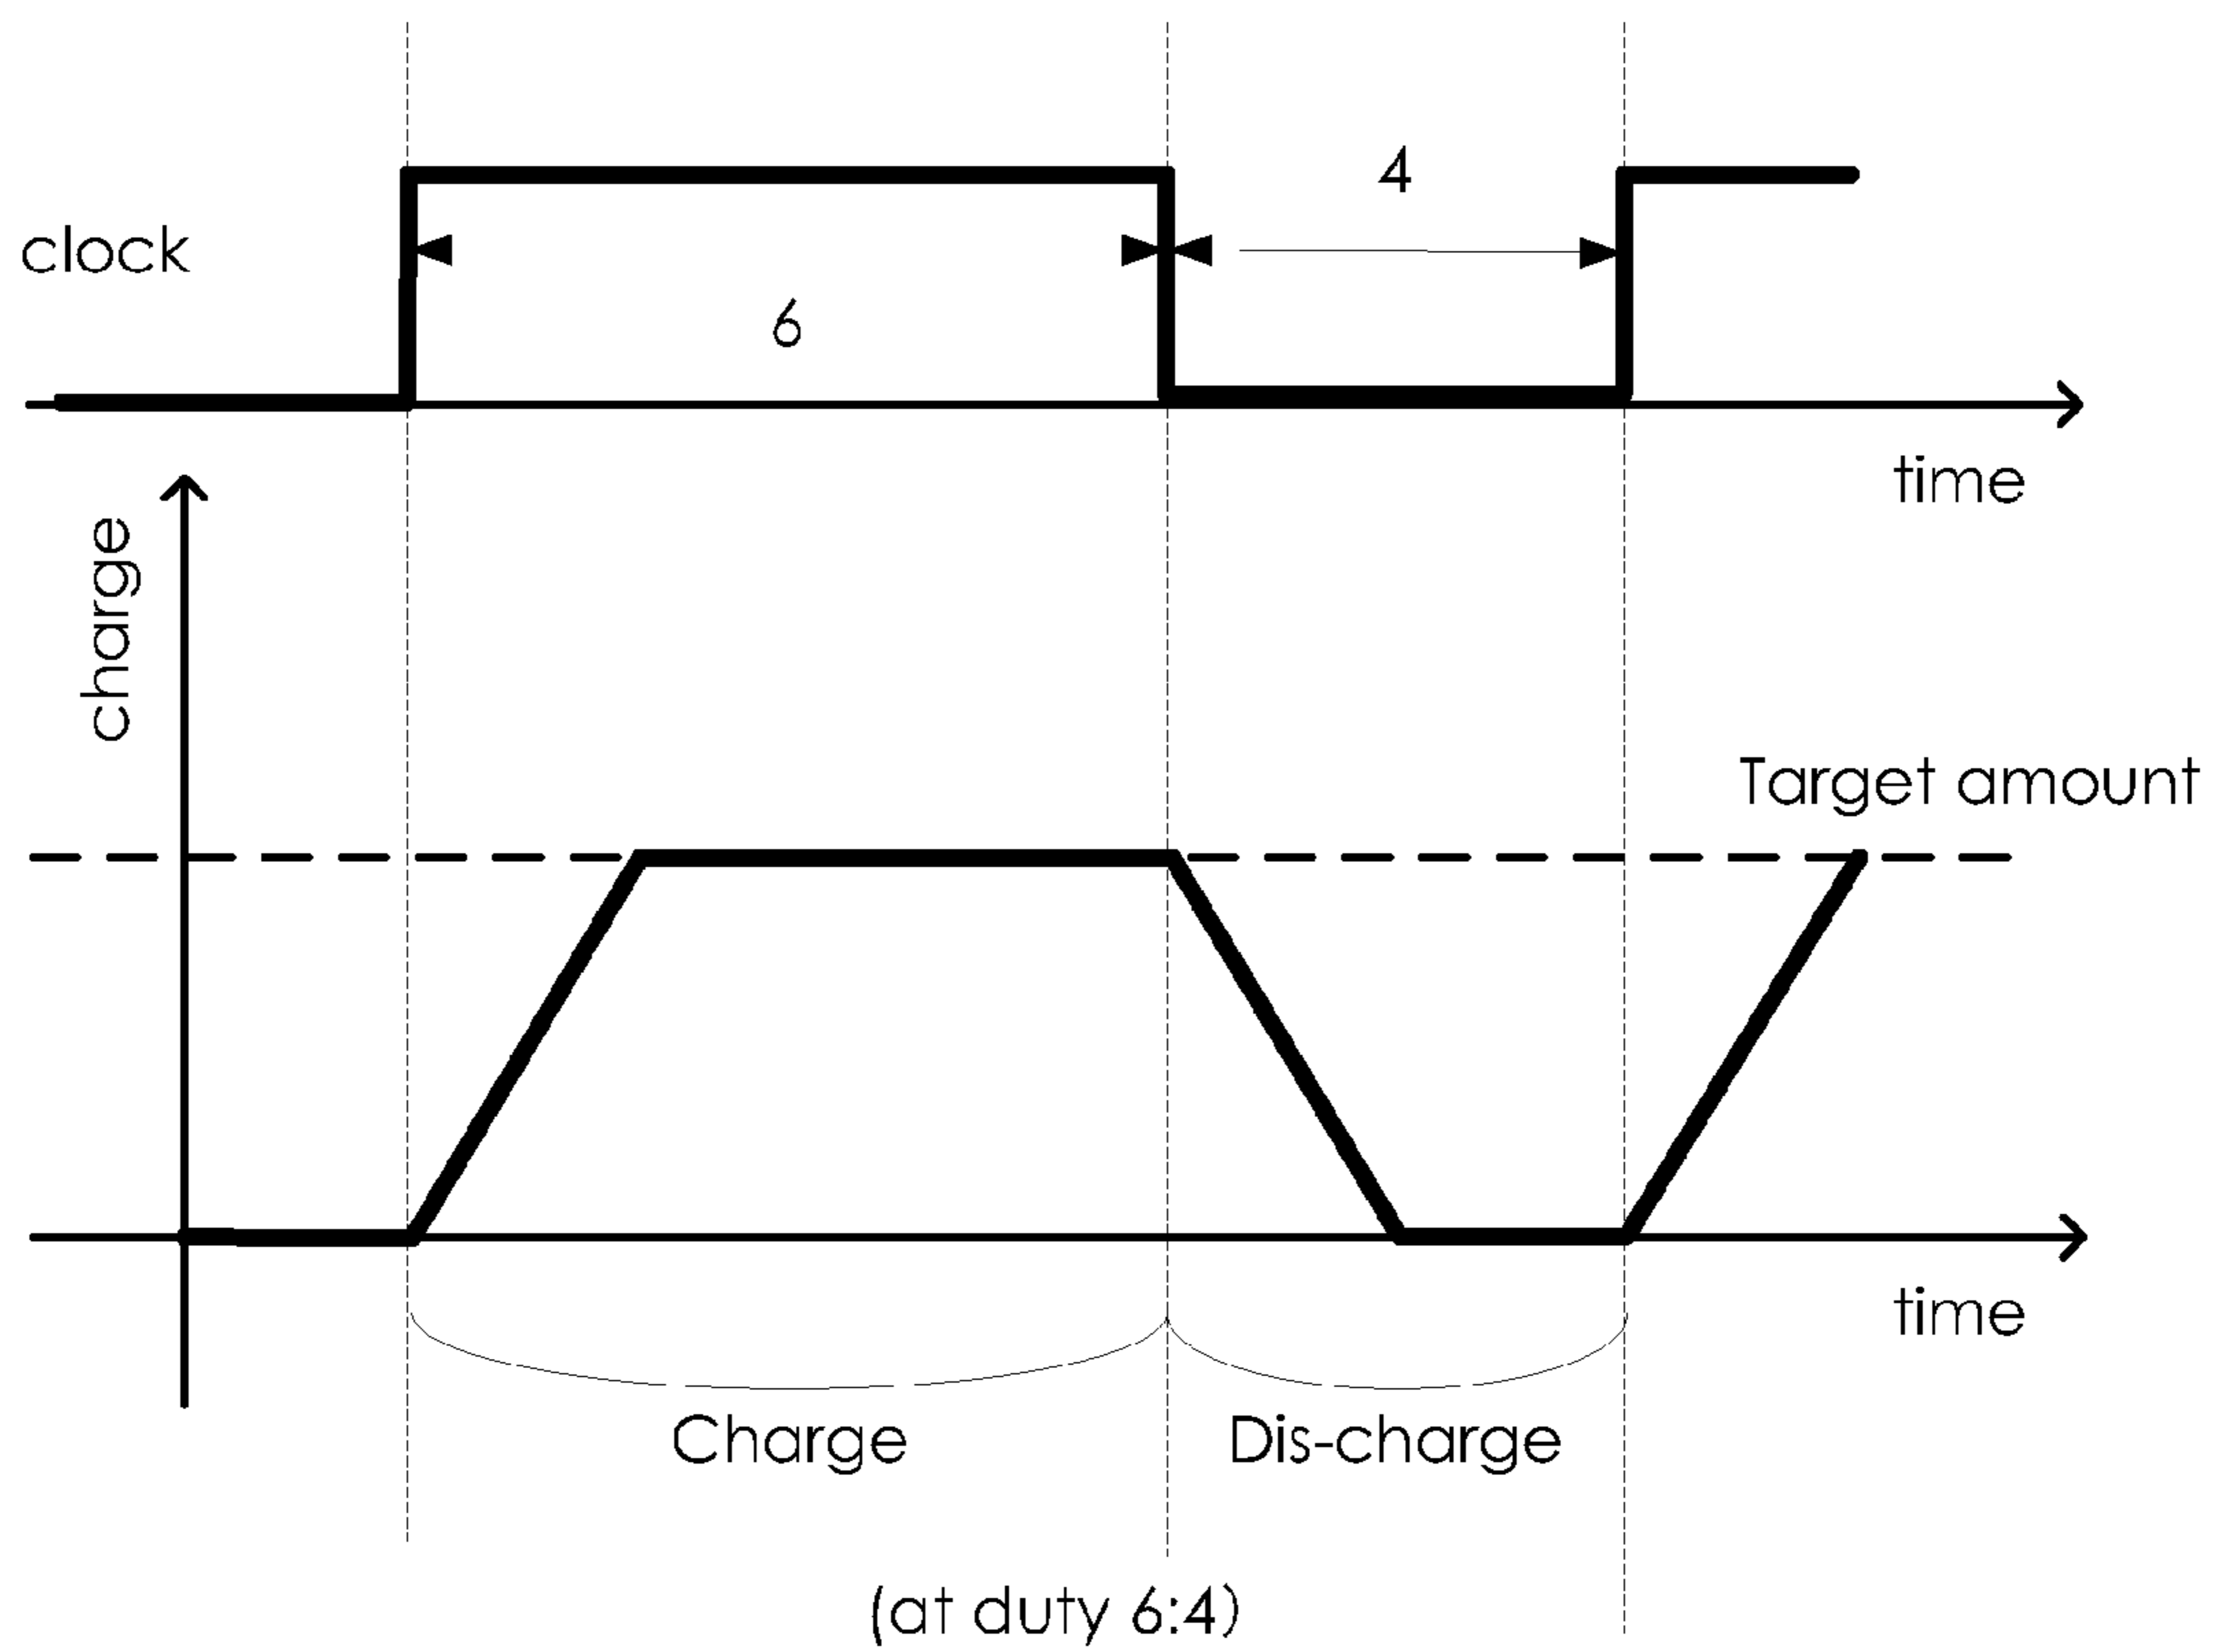 4
clock
6
time
charge
Target amount
time
Charge
Dis-charge
(at duty 6:4)